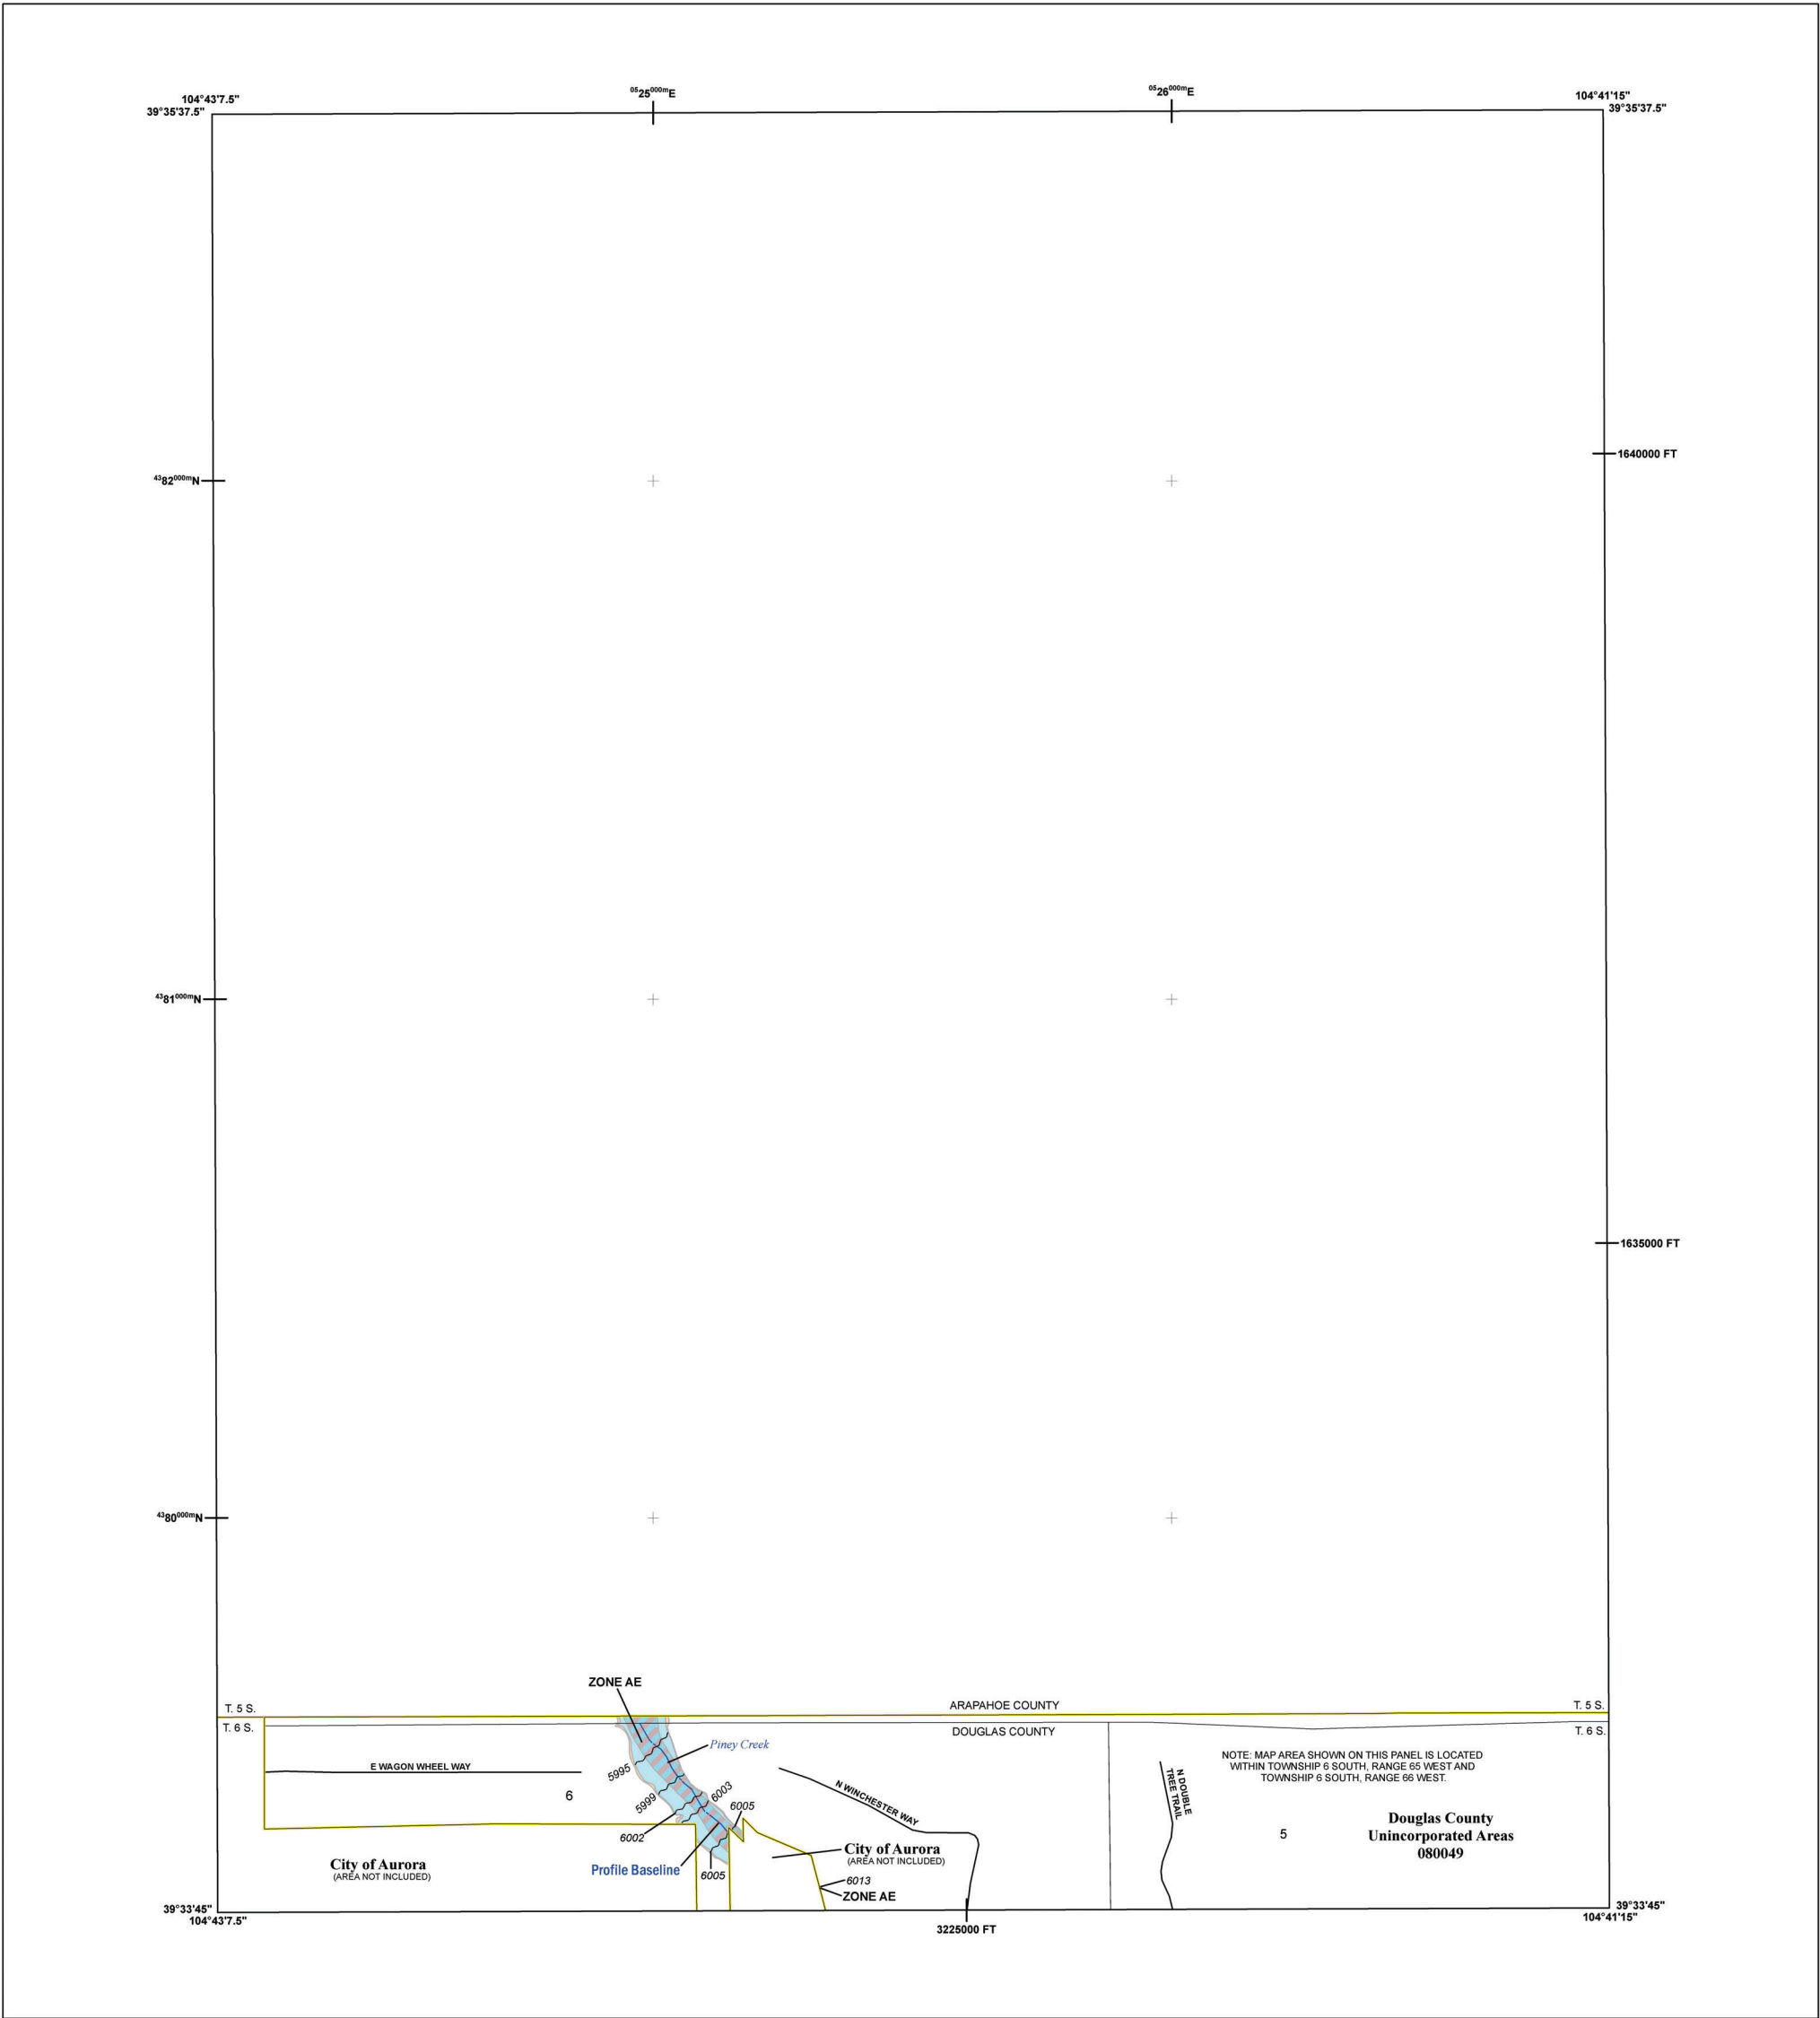 104°43'7.5"
39°35'37.5"
0525000mE
0526000mE
104°41'15"
39°35'37.5"
1640000 FT
4382000mN
4381000mN
1635000 FT
4380000mN
ZONE AE
T. 5 S.
ARAPAHOE COUNTY
T. 5 S.
T. 6 S.
DOUGLAS COUNTY
T. 6 S.
Piney Creek
NOTE: MAP AREA SHOWN ON THIS PANEL IS LOCATED
WITHIN TOWNSHIP 6 SOUTH, RANGE 65 WEST AND
TOWNSHIP 6 SOUTH, RANGE 66 WEST.
E WAGON WHEEL WAY
5995
6
5999
6003
6005
N WINCHESTER WAY
N DOUBLE
TREE TRAIL
6002
5
Douglas County
Unincorporated Areas
080049
City of Aurora
(AREA NOT INCLUDED)
City of Aurora
(AREA NOT INCLUDED)
Profile Baseline
6005
6013
ZONE AE
39°33'45"
104°43'7.5"
3225000 FT
39°33'45"
104°41'15"